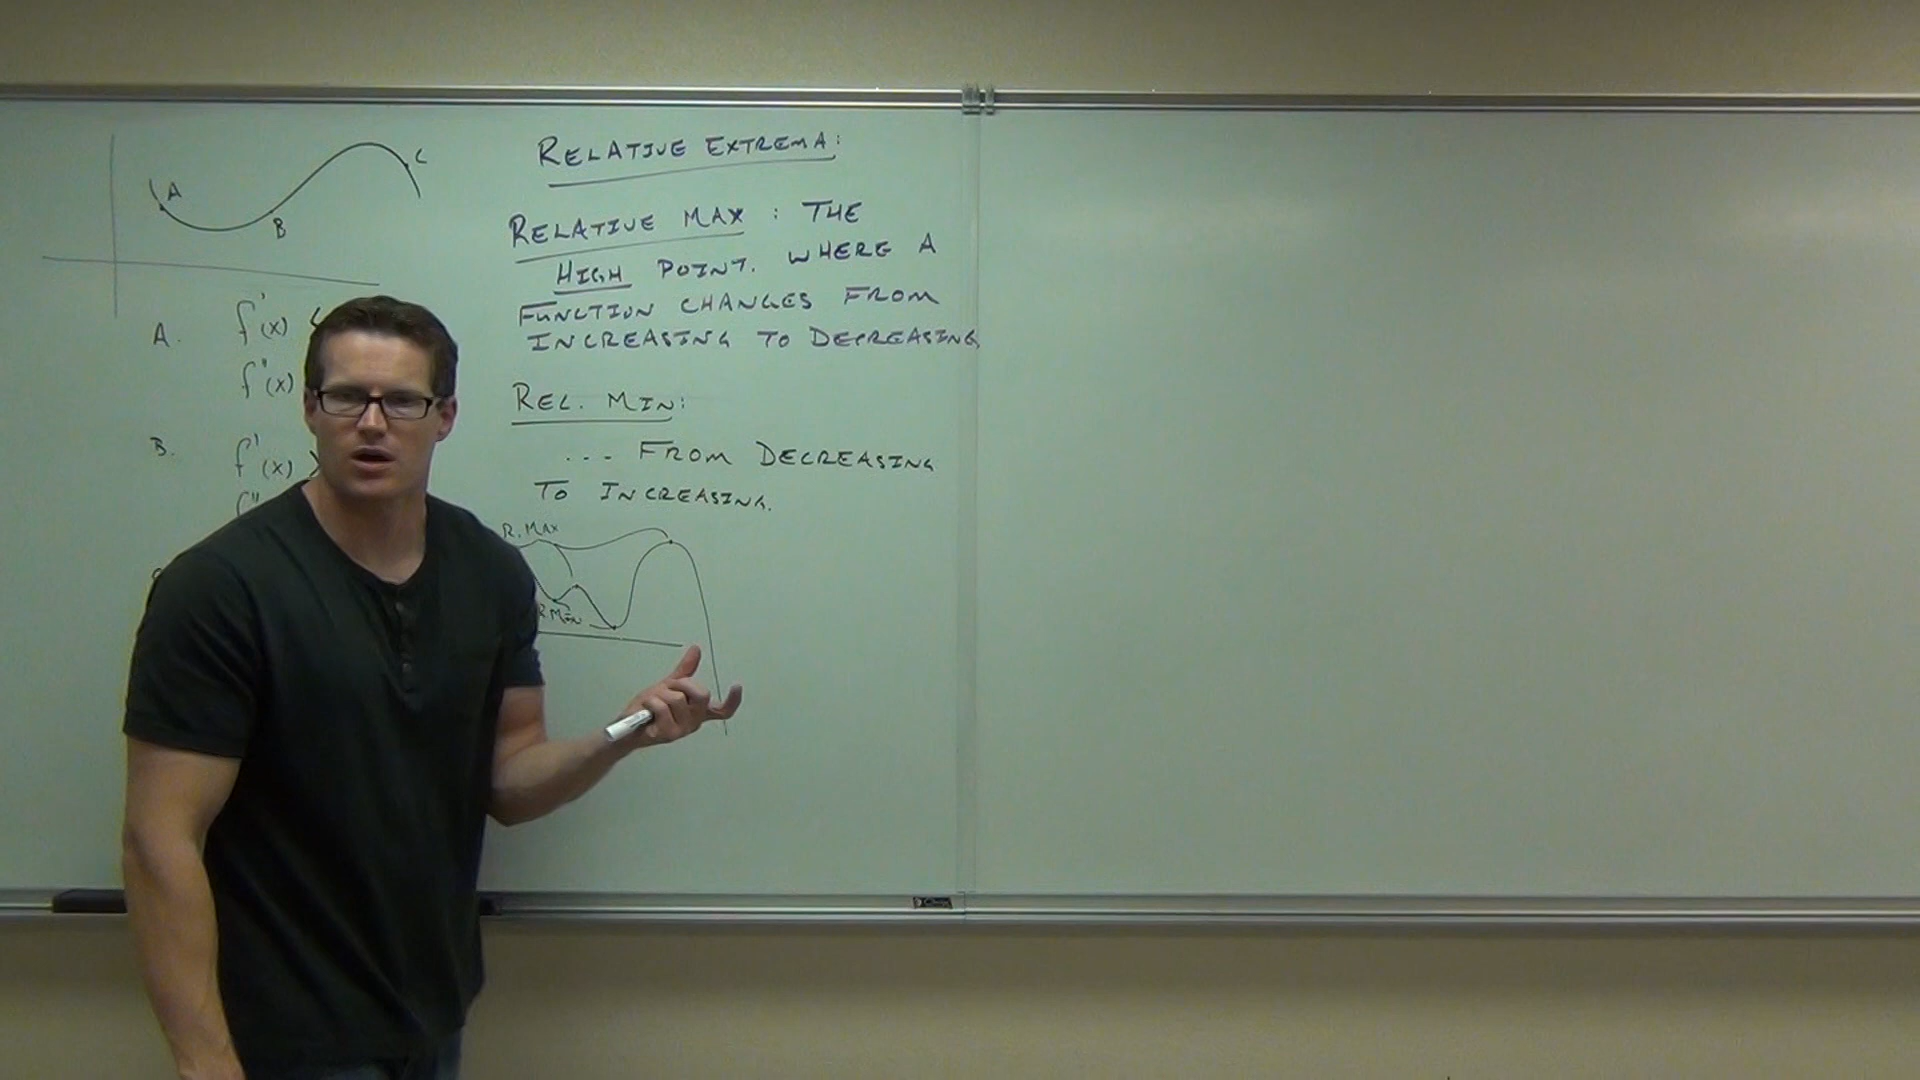 A
B
C
A. f'(x) <
f''(x)
B. f'(x) >
f''
RELATIVE EXTREMA:
RELATIVE MAX : THE
HIGH POINT. WHERE A
FUNCTION CHANGES FROM
INCREASING TO DECREASING
REL. MIN:
... FROM DECREASING
TO INCREASING.
R. MAX
R. MIN